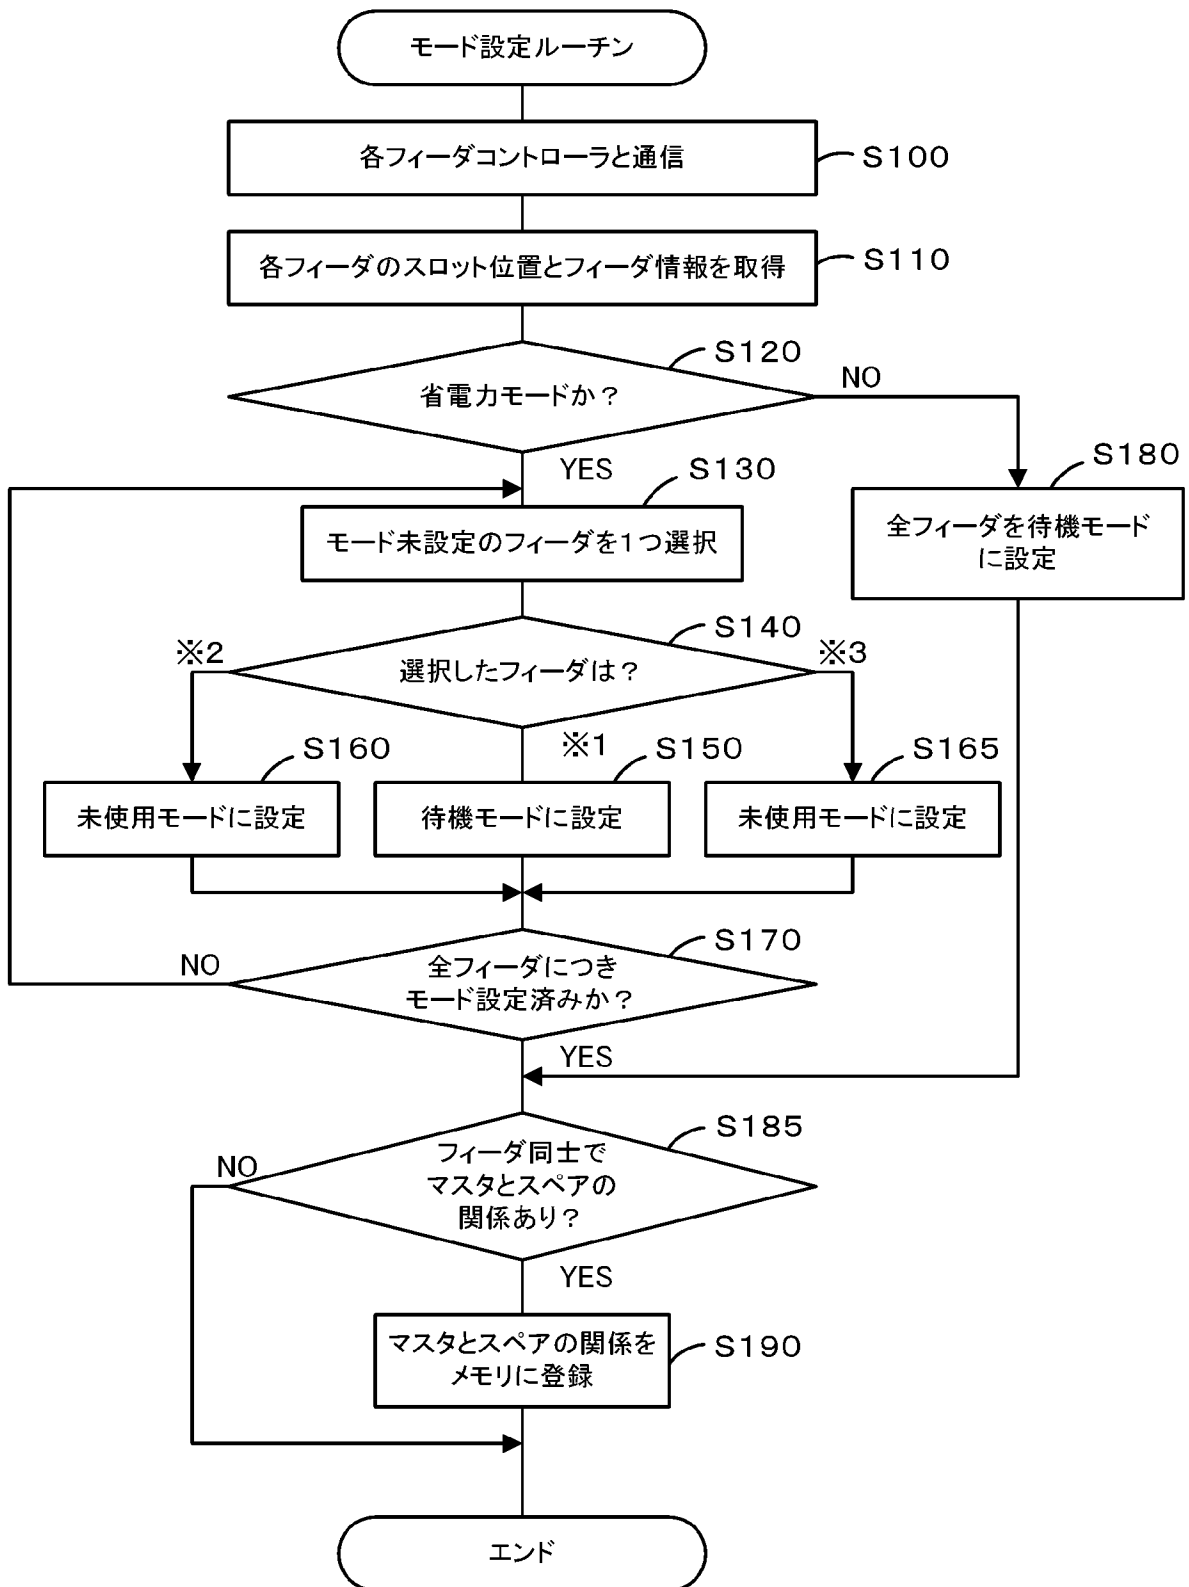 モード設定ルーチン
各フィーダコントローラと通信
S100
各フィーダのスロット位置とフィーダ情報を取得
S110
S120
省電力モードか？
NO
YES
S130
モード未設定のフィーダを1つ選択
S180
全フィーダを待機モード
に設定
S140
※2
選択したフィーダは？
※3
※1
S160
未使用モードに設定
S150
待機モードに設定
S165
未使用モードに設定
S170
NO
全フィーダにつき
モード設定済みか？
YES
S185
NO
フィーダ同士で
マスタとスペアの
関係あり？
YES
マスタとスペアの関係を
メモリに登録
S190
エンド